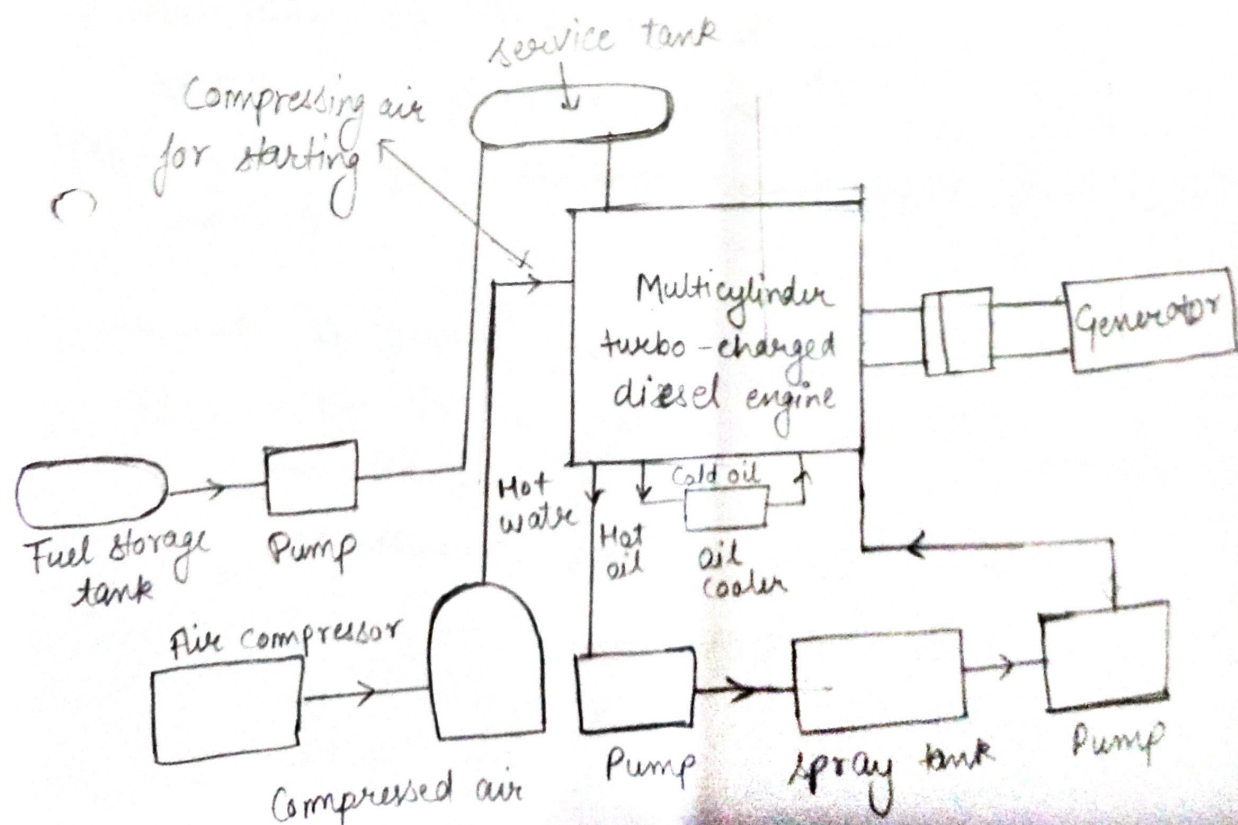 service tank
Compressing air
for starting
Multicylinder
turbo-charged
diesel engine
Generator
Fuel storage
tank
Pump
Hot
water
Hot
oil
Cold oil
oil
cooler
Air compressor
Compressed air
Pump
spray tank
Pump